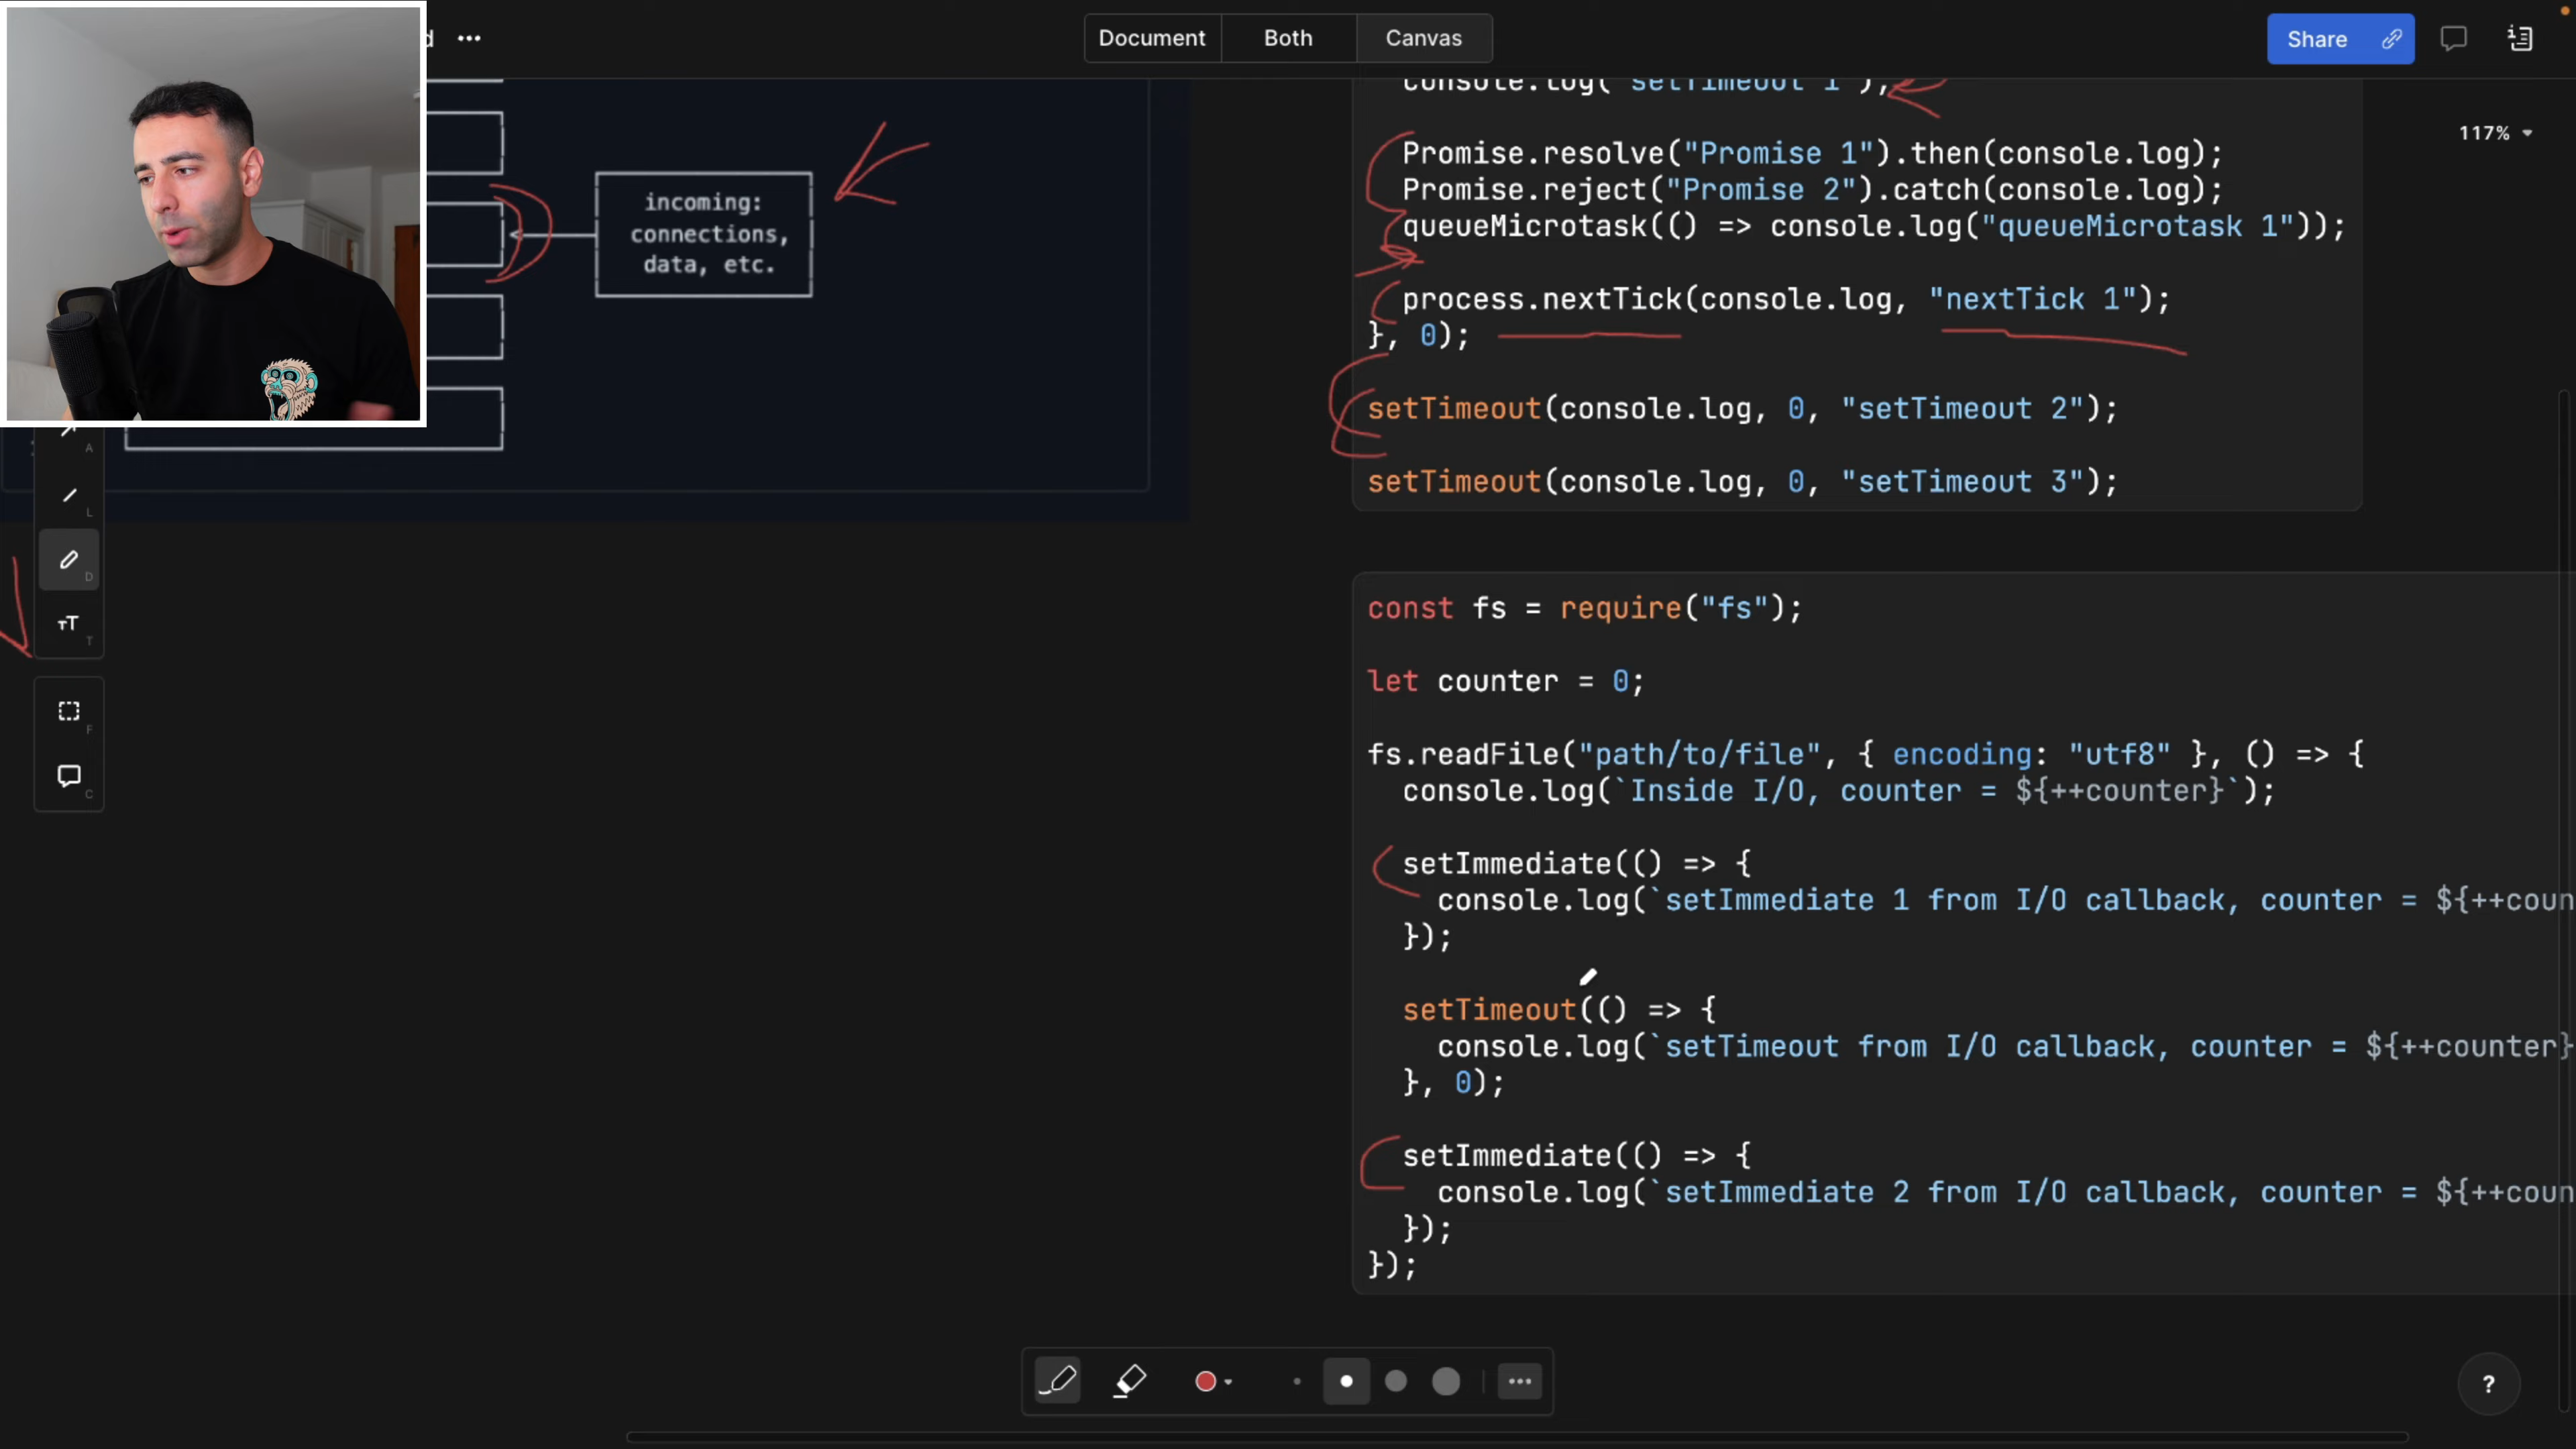 d ...
Document
Both
Canvas
Share
117%
incoming:
connections,
data, etc.
console.log("setTimeout 1");
Promise.resolve("Promise 1").then(console.log);
Promise.reject("Promise 2").catch(console.log);
queueMicrotask(() => console.log("queueMicrotask 1"));
process.nextTick(console.log, "nextTick 1");
}, 0);
setTimeout(console.log, 0, "setTimeout 2");
setTimeout(console.log, 0, "setTimeout 3");
A
L
D
TT
T
F
C
const fs = require("fs");
let counter = 0;
fs.readFile("path/to/file", { encoding: "utf8" }, () => {
console.log(`Inside I/O, counter = ${++counter}`);
setImmediate(() => {
console.log(`setImmediate 1 from I/O callback, counter = ${++coun
});
setTimeout(() => {
console.log(`setTimeout from I/O callback, counter = ${++counter}
}, 0);
setImmediate(() => {
console.log(`setImmediate 2 from I/O callback, counter = ${++coun
});
});
?